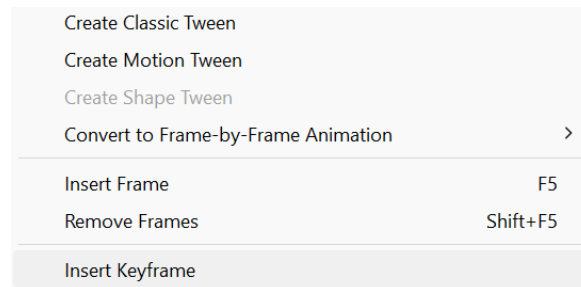 Create Classic Tween
Create Motion Tween
Create Shape Tween
Convert to Frame-by-Frame Animation
Insert Frame F5
Remove Frames Shift+F5
Insert Keyframe